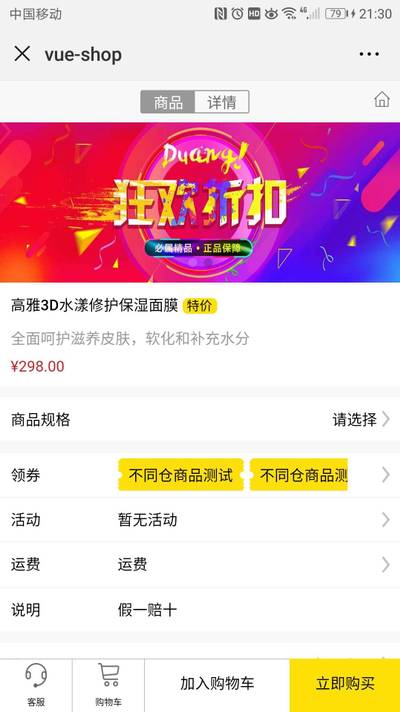 中国移动
HD 4G 79 21:30
vue-shop
商品 详情
Duang!
狂欢折扣
必属精品·正品保障
高雅3D水漾修护保湿面膜 特价
全面呵护滋养皮肤，软化和补充水分
¥298.00
商品规格 请选择
领券 不同仓商品测试 不同仓商品测
活动 暂无活动
运费 运费
说明 假一赔十
客服 购物车 加入购物车 立即购买